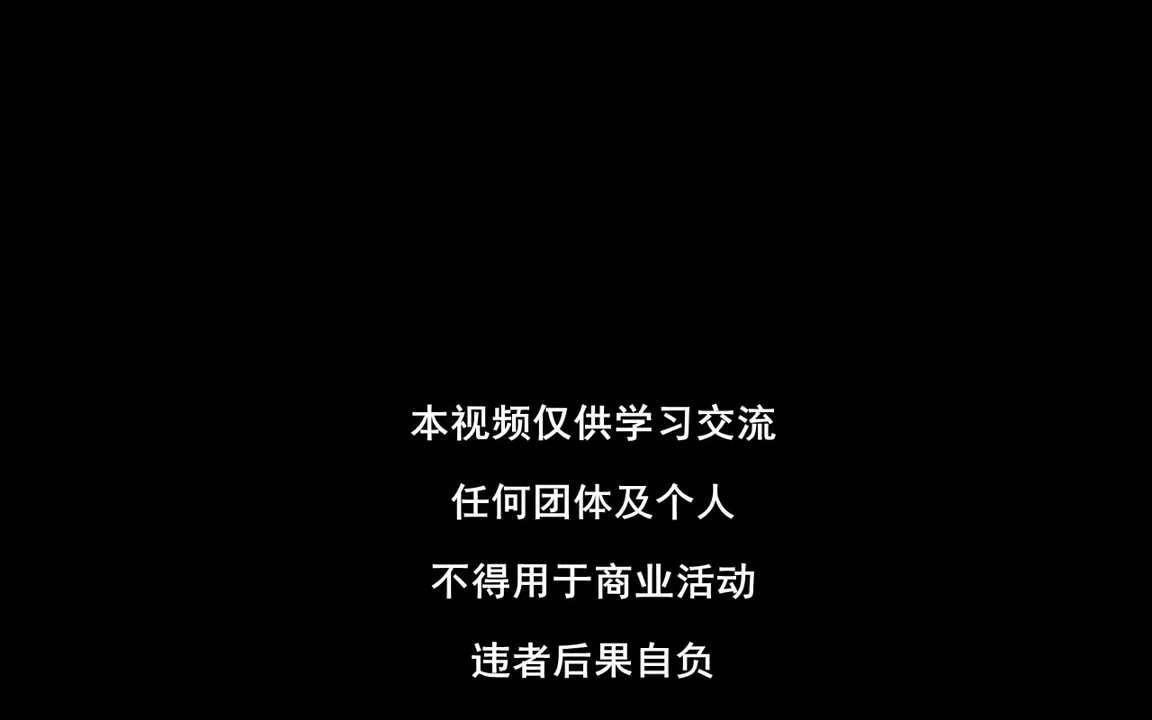 本视频仅供学习交流
任何团体及个人
不得用于商业活动
违者后果自负